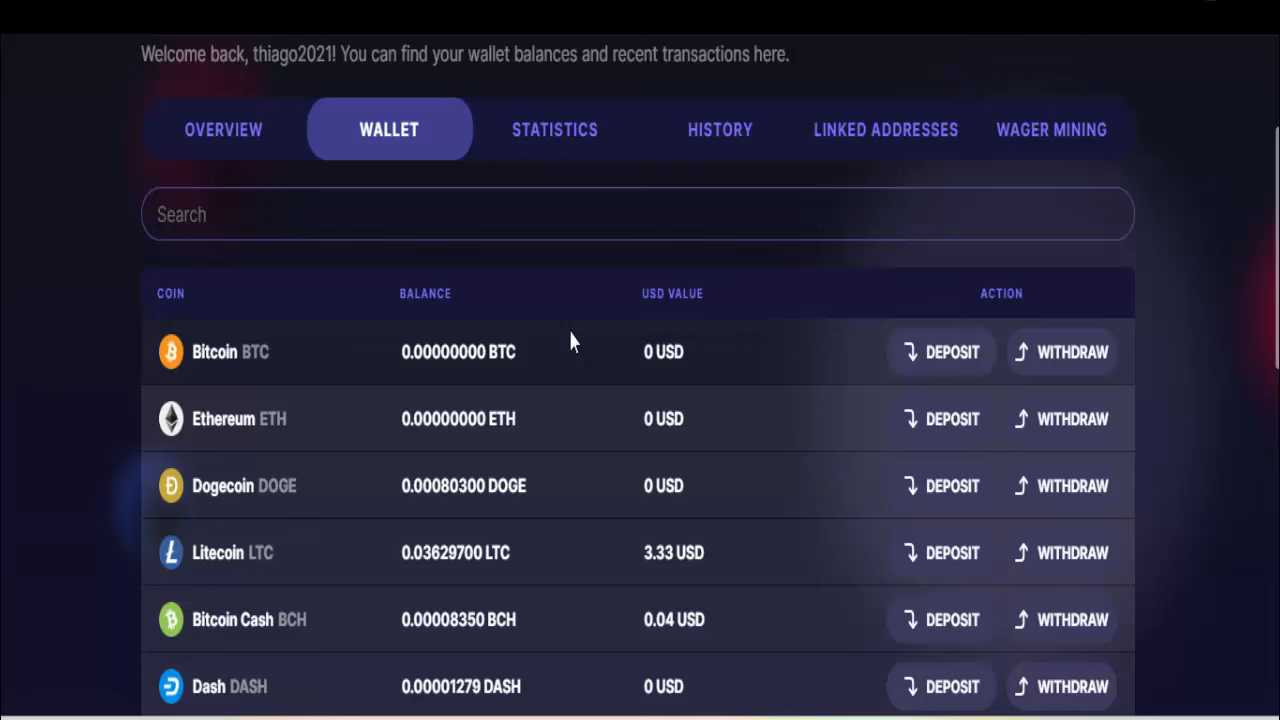 Welcome back, thiago2021! You can find your wallet balances and recent transactions here.
OVERVIEW WALLET STATISTICS HISTORY LINKED ADDRESSES WAGER MINING
Search
COIN BALANCE USD VALUE ACTION
Bitcoin BTC 0.00000000 BTC 0 USD DEPOSIT WITHDRAW
Ethereum ETH 0.00000000 ETH 0 USD DEPOSIT WITHDRAW
Dogecoin DOGE 0.00080300 DOGE 0 USD DEPOSIT WITHDRAW
Litecoin LTC 0.03629700 LTC 3.33 USD DEPOSIT WITHDRAW
Bitcoin Cash BCH 0.00008350 BCH 0.04 USD DEPOSIT WITHDRAW
Dash DASH 0.00001279 DASH 0 USD DEPOSIT WITHDRAW